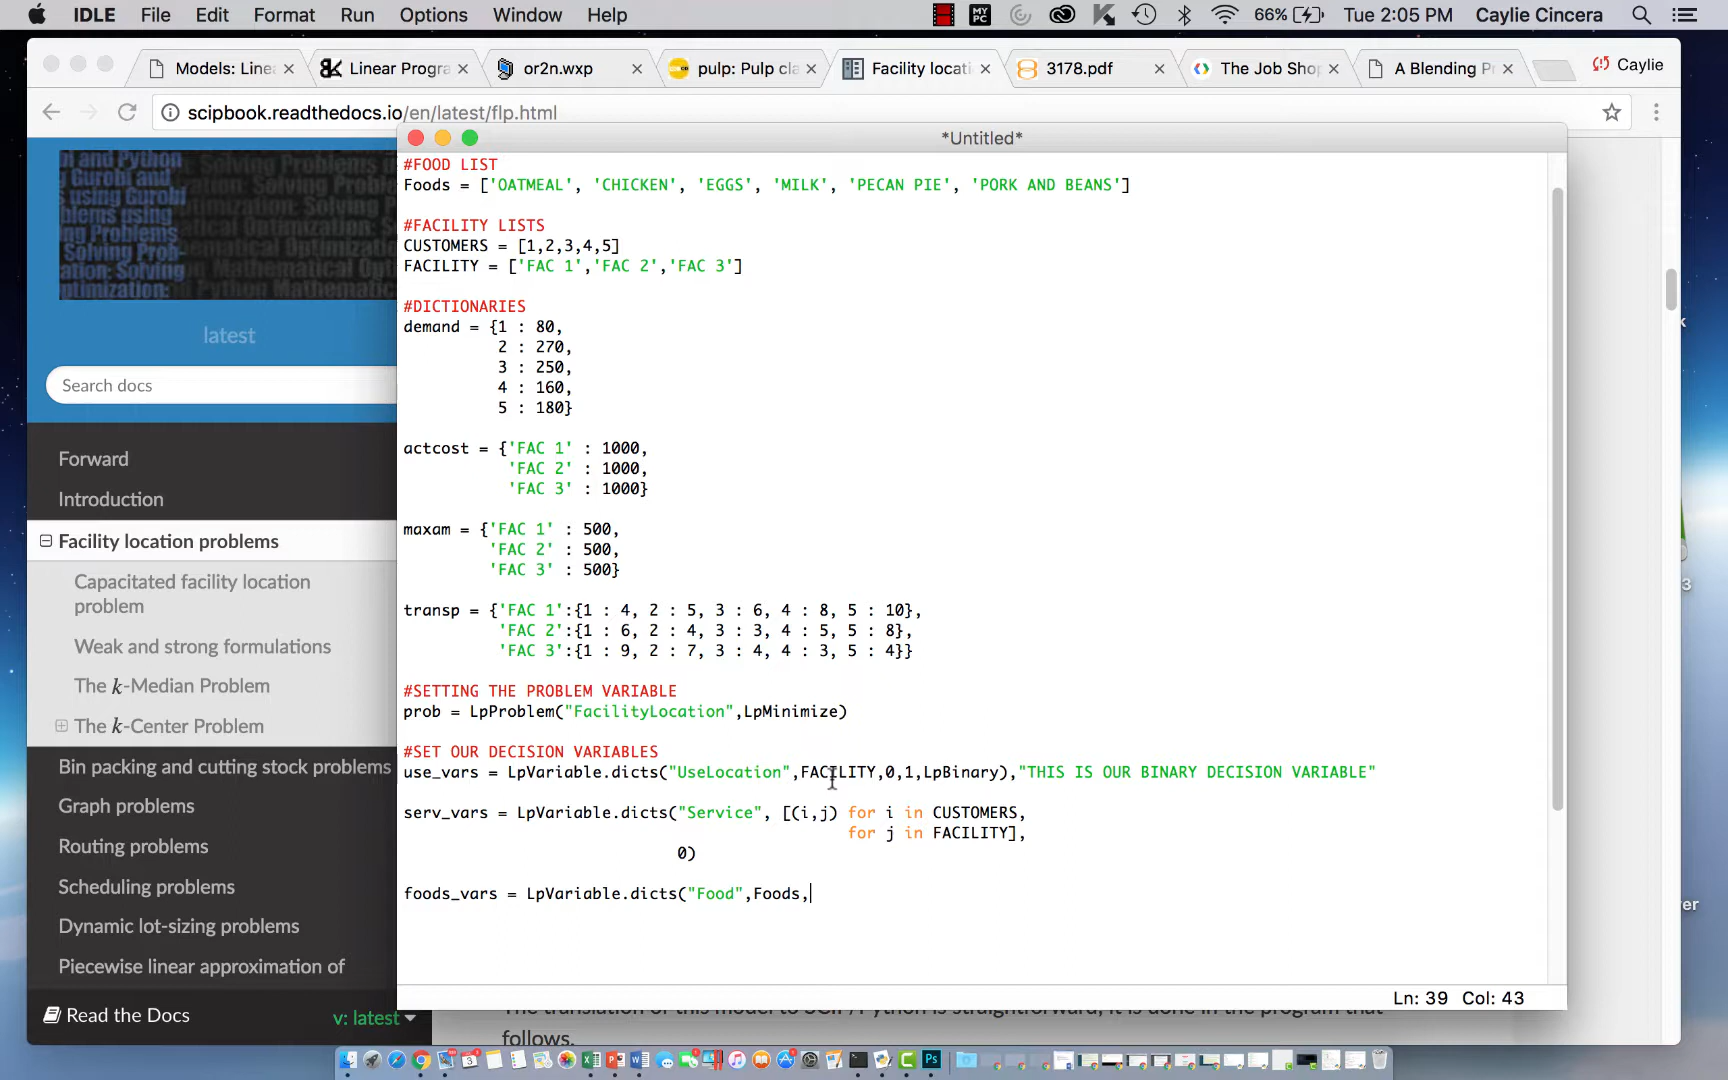 IDLE File Edit Format Run Options Window Help
66% Tue 2:05 PM Caylie Cincera
Models: Line
Linear Progra
or2n.wxp
pulp: Pulp cla
Facility locati
3178.pdf
The Job Sho
A Blending P
Caylie
scipbook.readthedocs.io/en/latest/flp.html
latest
Search docs
Forward
Introduction
Facility location problems
Capacitated facility location
problem
Weak and strong formulations
The k-Median Problem
The k-Center Problem
Bin packing and cutting stock problems
Graph problems
Routing problems
Scheduling problems
Dynamic lot-sizing problems
Piecewise linear approximation of
Read the Docs
v: latest
*Untitled*
#FOOD LIST
Foods = ['OATMEAL', 'CHICKEN', 'EGGS', 'MILK', 'PECAN PIE', 'PORK AND BEANS']
#FACILITY LISTS
CUSTOMERS = [1,2,3,4,5]
FACILITY = ['FAC 1','FAC 2','FAC 3']
#DICTIONARIES
demand = {1 : 80,
2 : 270,
3 : 250,
4 : 160,
5 : 180}
actcost = {'FAC 1' : 1000,
'FAC 2' : 1000,
'FAC 3' : 1000}
maxam = {'FAC 1' : 500,
'FAC 2' : 500,
'FAC 3' : 500}
transp = {'FAC 1':{1 : 4, 2 : 5, 3 : 6, 4 : 8, 5 : 10},
'FAC 2':{1 : 6, 2 : 4, 3 : 3, 4 : 5, 5 : 8},
'FAC 3':{1 : 9, 2 : 7, 3 : 4, 4 : 3, 5 : 4}}
#SETTING THE PROBLEM VARIABLE
prob = LpProblem("FacilityLocation",LpMinimize)
#SET OUR DECISION VARIABLES
use_vars = LpVariable.dicts("UseLocation",FACILITY,0,1,LpBinary),"THIS IS OUR BINARY DECISION VARIABLE"
serv_vars = LpVariable.dicts("Service", [(i,j) for i in CUSTOMERS,
for j in FACILITY],
0)
foods_vars = LpVariable.dicts("Food",Foods,
Ln: 39 Col: 43
follows.